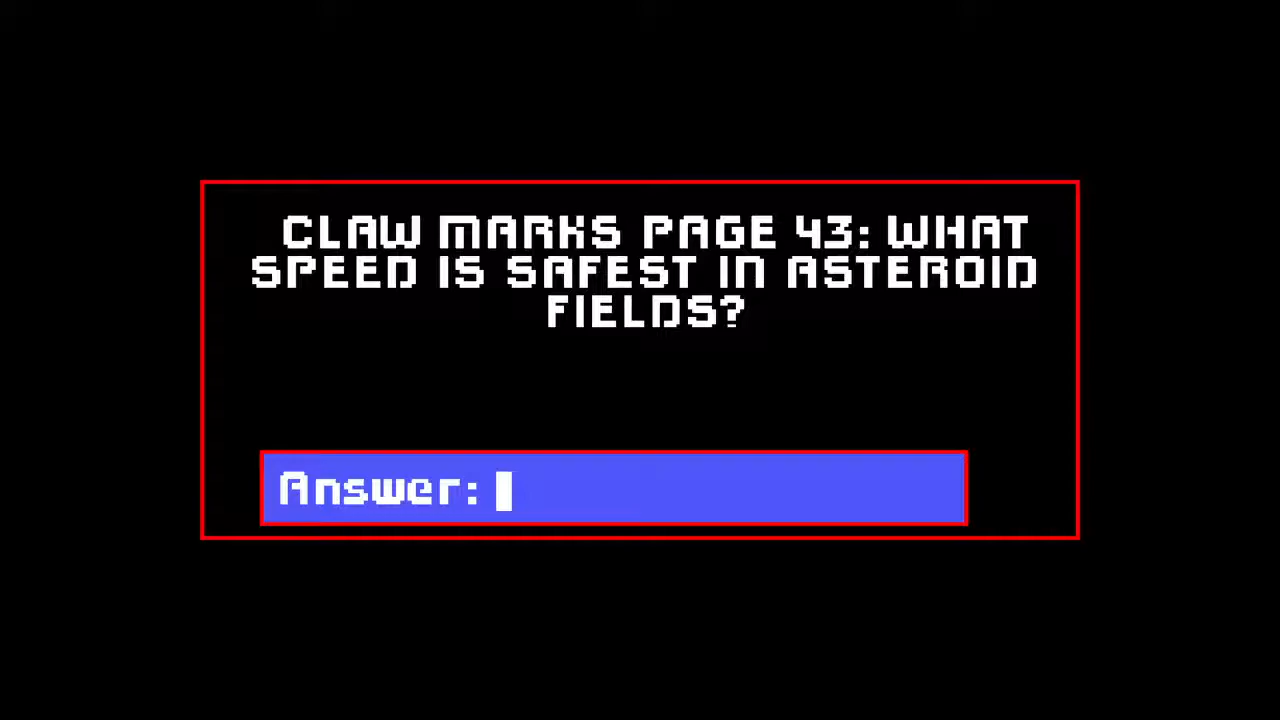 CLAW MARKS PAGE 43: WHAT
SPEED IS SAFEST IN ASTEROID
FIELDS?
Answer: